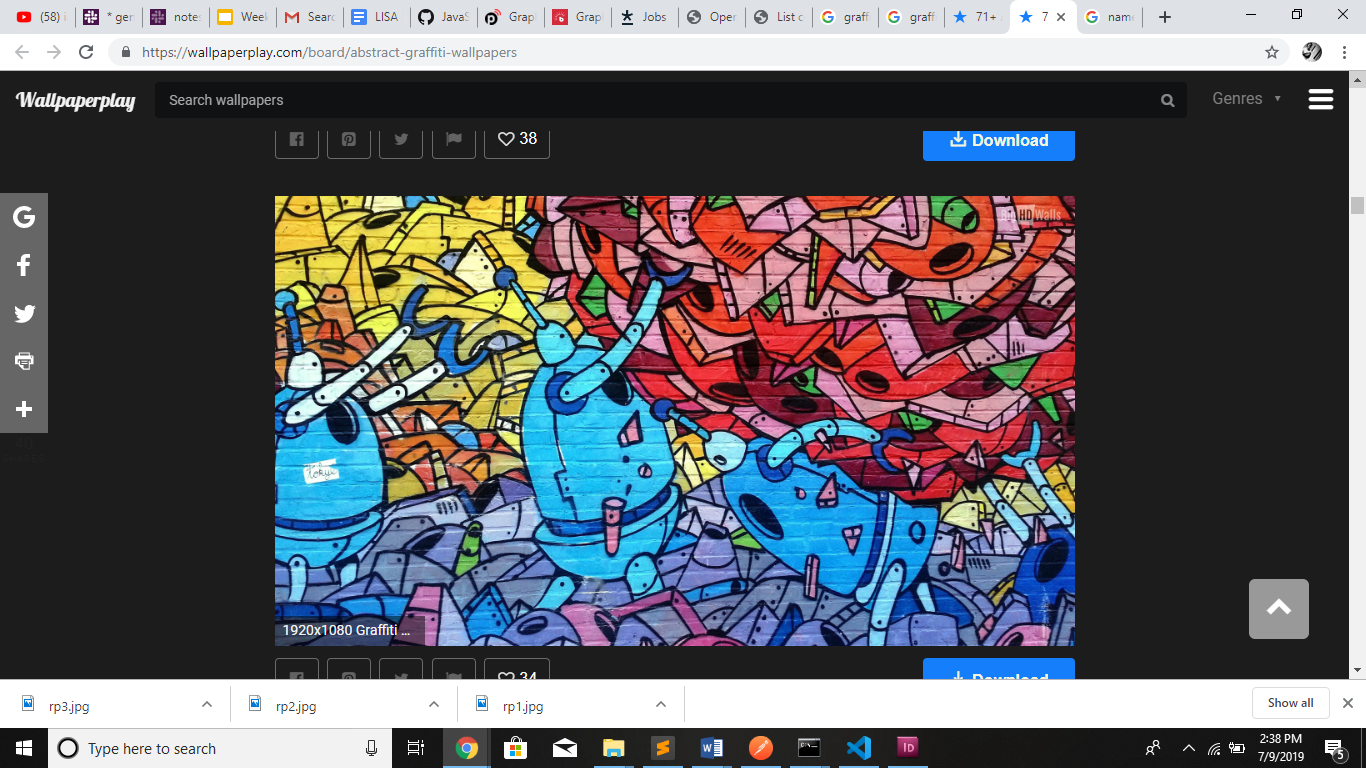 (58) i
* ger
notes
Week
Searc
LISA
JavaS
Grap
Grap
Jobs
Oper
List c
graff
graff
71+
7
name
https://wallpaperplay.com/board/abstract-graffiti-wallpapers
Wallpaperplay
Search wallpapers
Genres
38
Download
HD Walls
tokyo
1920x1080 Graffiti ...
34
Download
rp3.jpg
rp2.jpg
rp1.jpg
Show all
Type here to search
2:38 PM
7/9/2019
5